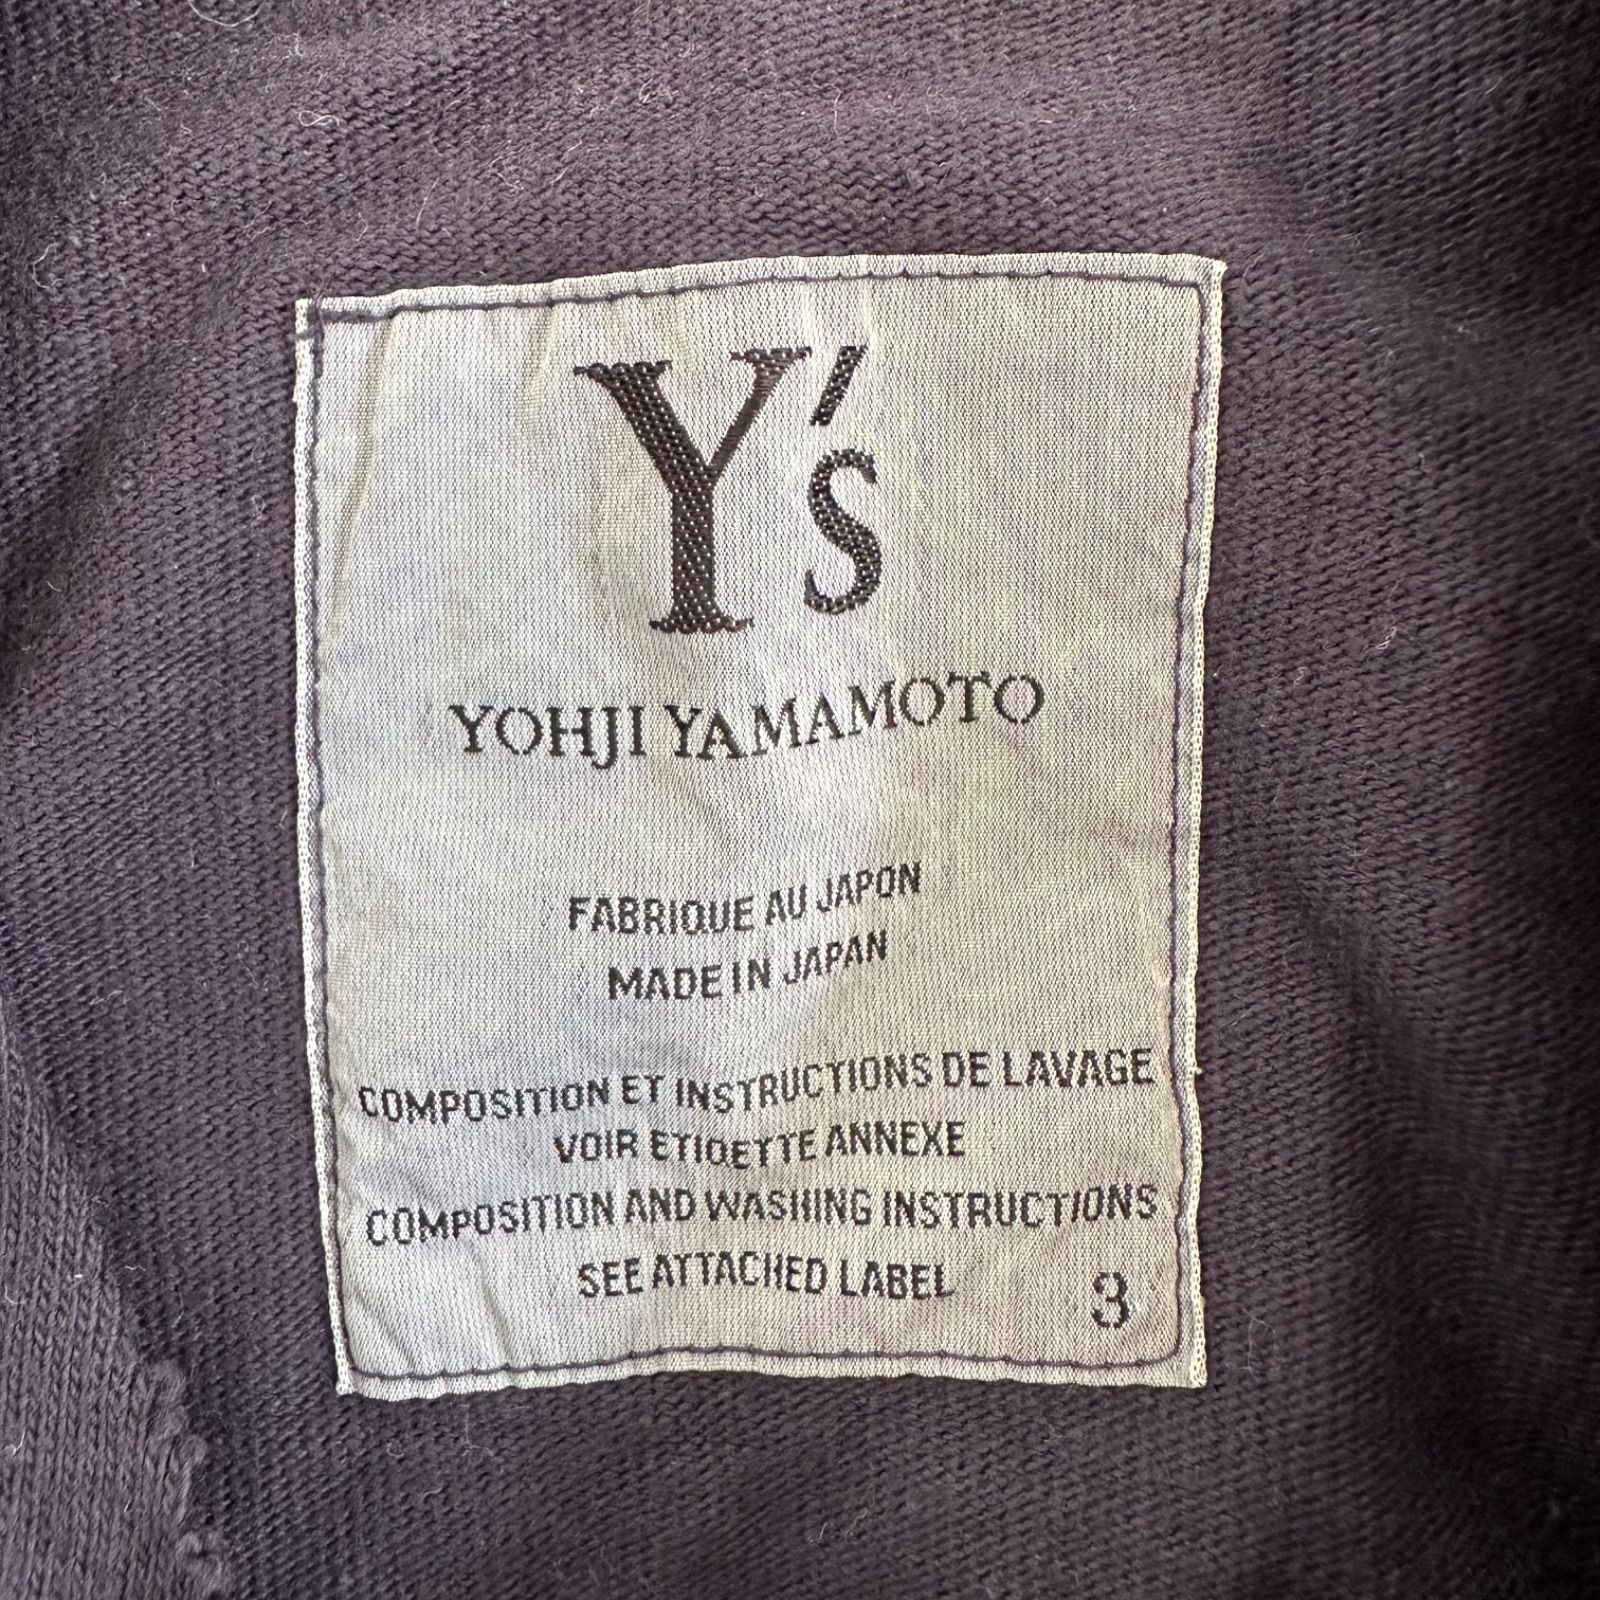 Y's
YOHJI YAMAMOTO
FABRIQUE AU JAPON
MADE IN JAPAN
COMPOSITION ET INSTRUCTIONS DE LAVAGE
VOIR ETIQETTE ANNEXE
COMPOSITION AND WASHING INSTRUCTIONS
SEE ATTACHED LABEL
3